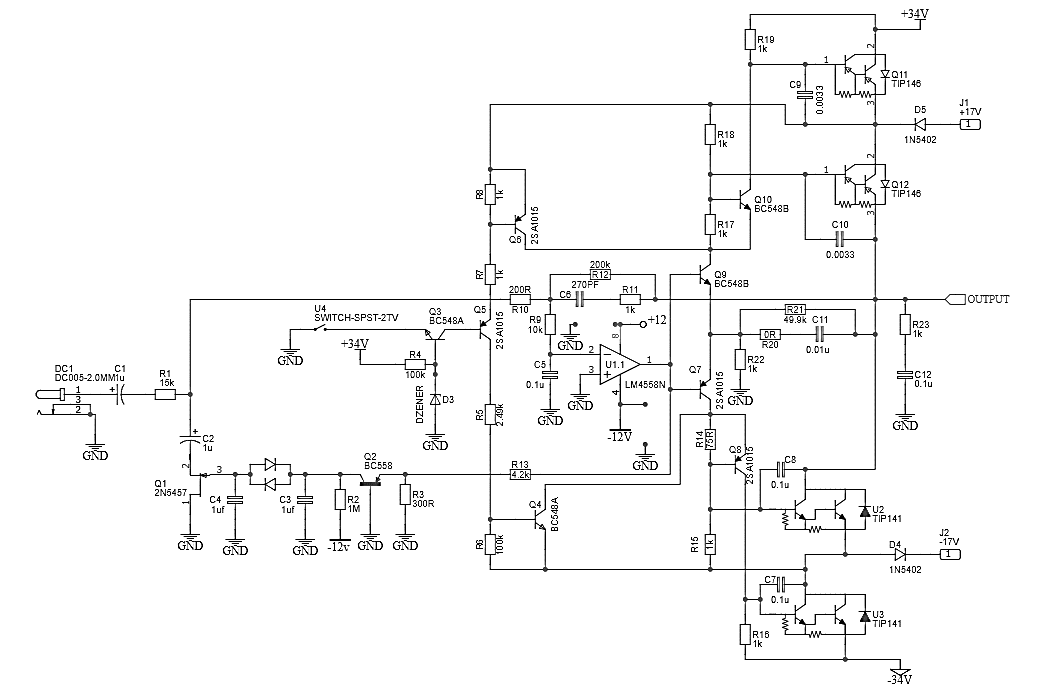 +34V
R19
1k
2
1
Q11
TIP146
3
C9
0.0033
D5
1N5402
J1
+17V
1
R18
1k
2
1
Q12
TIP146
3
C10
0.0033
R8
1k
Q6
2SA1015
Q10
BC548B
R17
1k
R7
1k
Q9
BC548B
200k
R12
270PF
C6
R11
1k
200R
R10
OUTPUT
U4
SWITCH-SPST-2TV
Q3
BC548A
Q5
2SA1015
GND
+34V
R4
100k
R9
10k
GND
+12
8
2
3
1
4
U1.1
LM4558N
C5
0.1u
GND
GND
-12V
GND
R21
49.9k
C11
0R
R20
0.01u
R22
1k
GND
R23
1k
C12
0.1u
GND
DC1
DC005-2.0MM
1
3
2
GND
C1
1u
+
R1
15k
DZENER
D3
GND
R5
2.49k
Q7
2SA1015
+
C2
1u
2
3
1
Q1
2N5457
GND
C4
1uf
GND
C3
1uf
GND
R2
1M
-12v
Q2
BC558
GND
R3
300R
GND
R13
4.2k
Q4
BC548A
R6
100k
R14
75R
Q8
2SA1015
R15
1k
C8
0.1u
U2
TIP141
D4
1N5402
J2
-17V
1
C7
0.1u
U3
TIP141
R16
1k
-34V